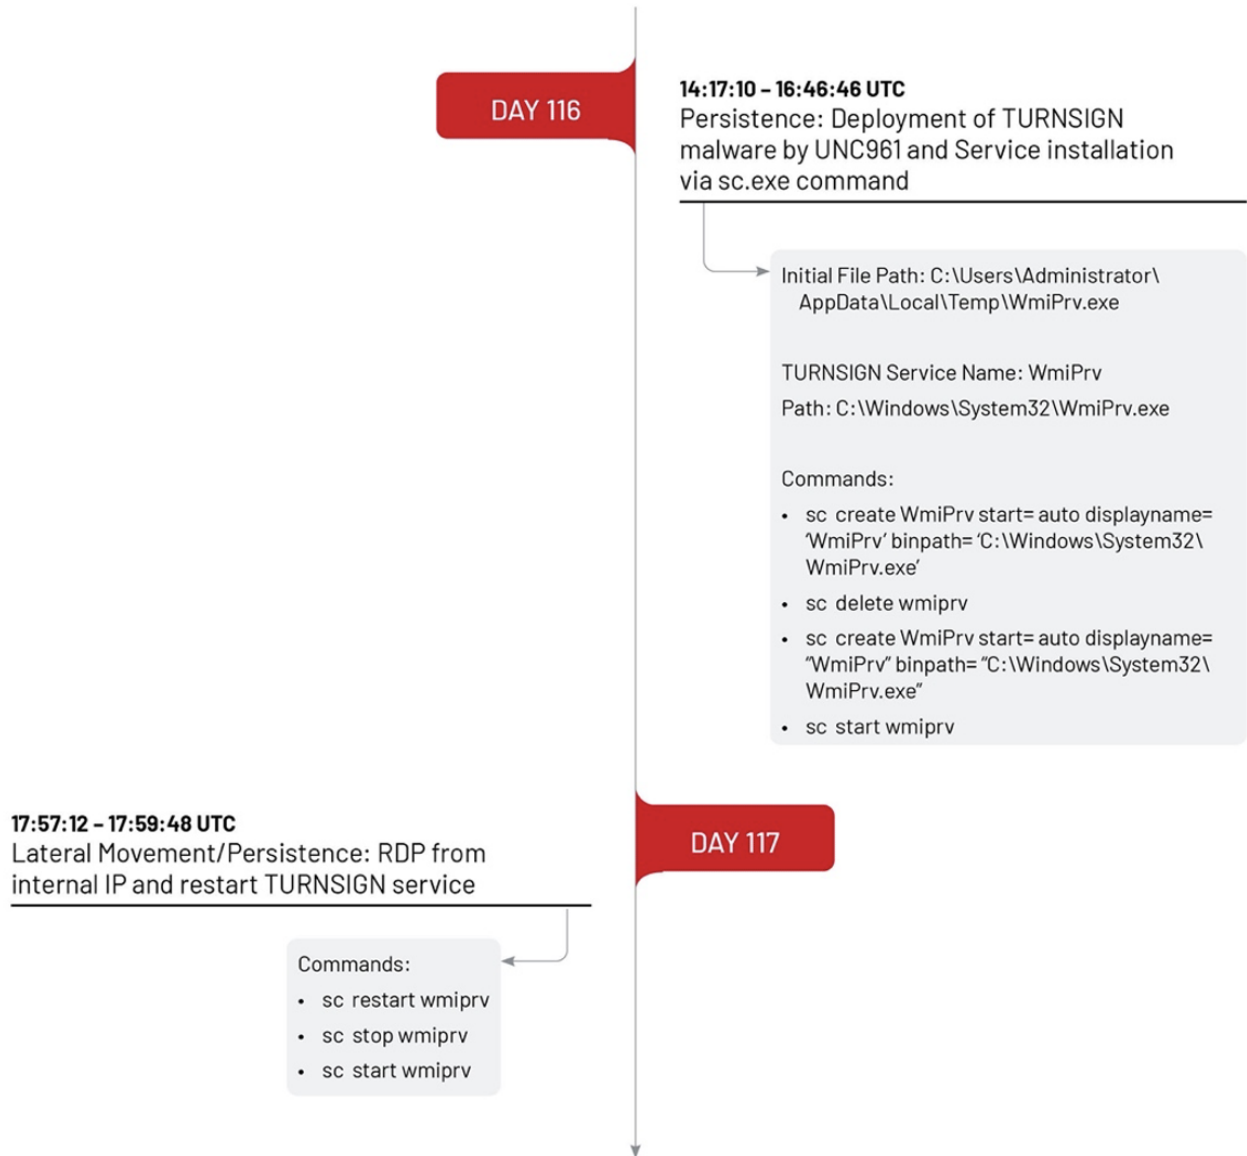 DAY 116
14:17:10 – 16:46:46 UTC
Persistence: Deployment of TURNSIGN
malware by UNC961 and Service installation
via sc.exe command
Initial File Path: C:\Users\Administrator\
AppData\Local\Temp\WmiPrv.exe
TURNSIGN Service Name: WmiPrv
Path: C:\Windows\System32\WmiPrv.exe
Commands:
• sc create WmiPrv start= auto displayname=
‘WmiPrv’ binpath= ‘C:\Windows\System32\
WmiPrv.exe’
• sc delete wmiprv
• sc create WmiPrv start= auto displayname=
“WmiPrv” binpath= “C:\Windows\System32\
WmiPrv.exe”
• sc start wmiprv
DAY 117
17:57:12 – 17:59:48 UTC
Lateral Movement/Persistence: RDP from
internal IP and restart TURNSIGN service
Commands:
• sc restart wmiprv
• sc stop wmiprv
• sc start wmiprv